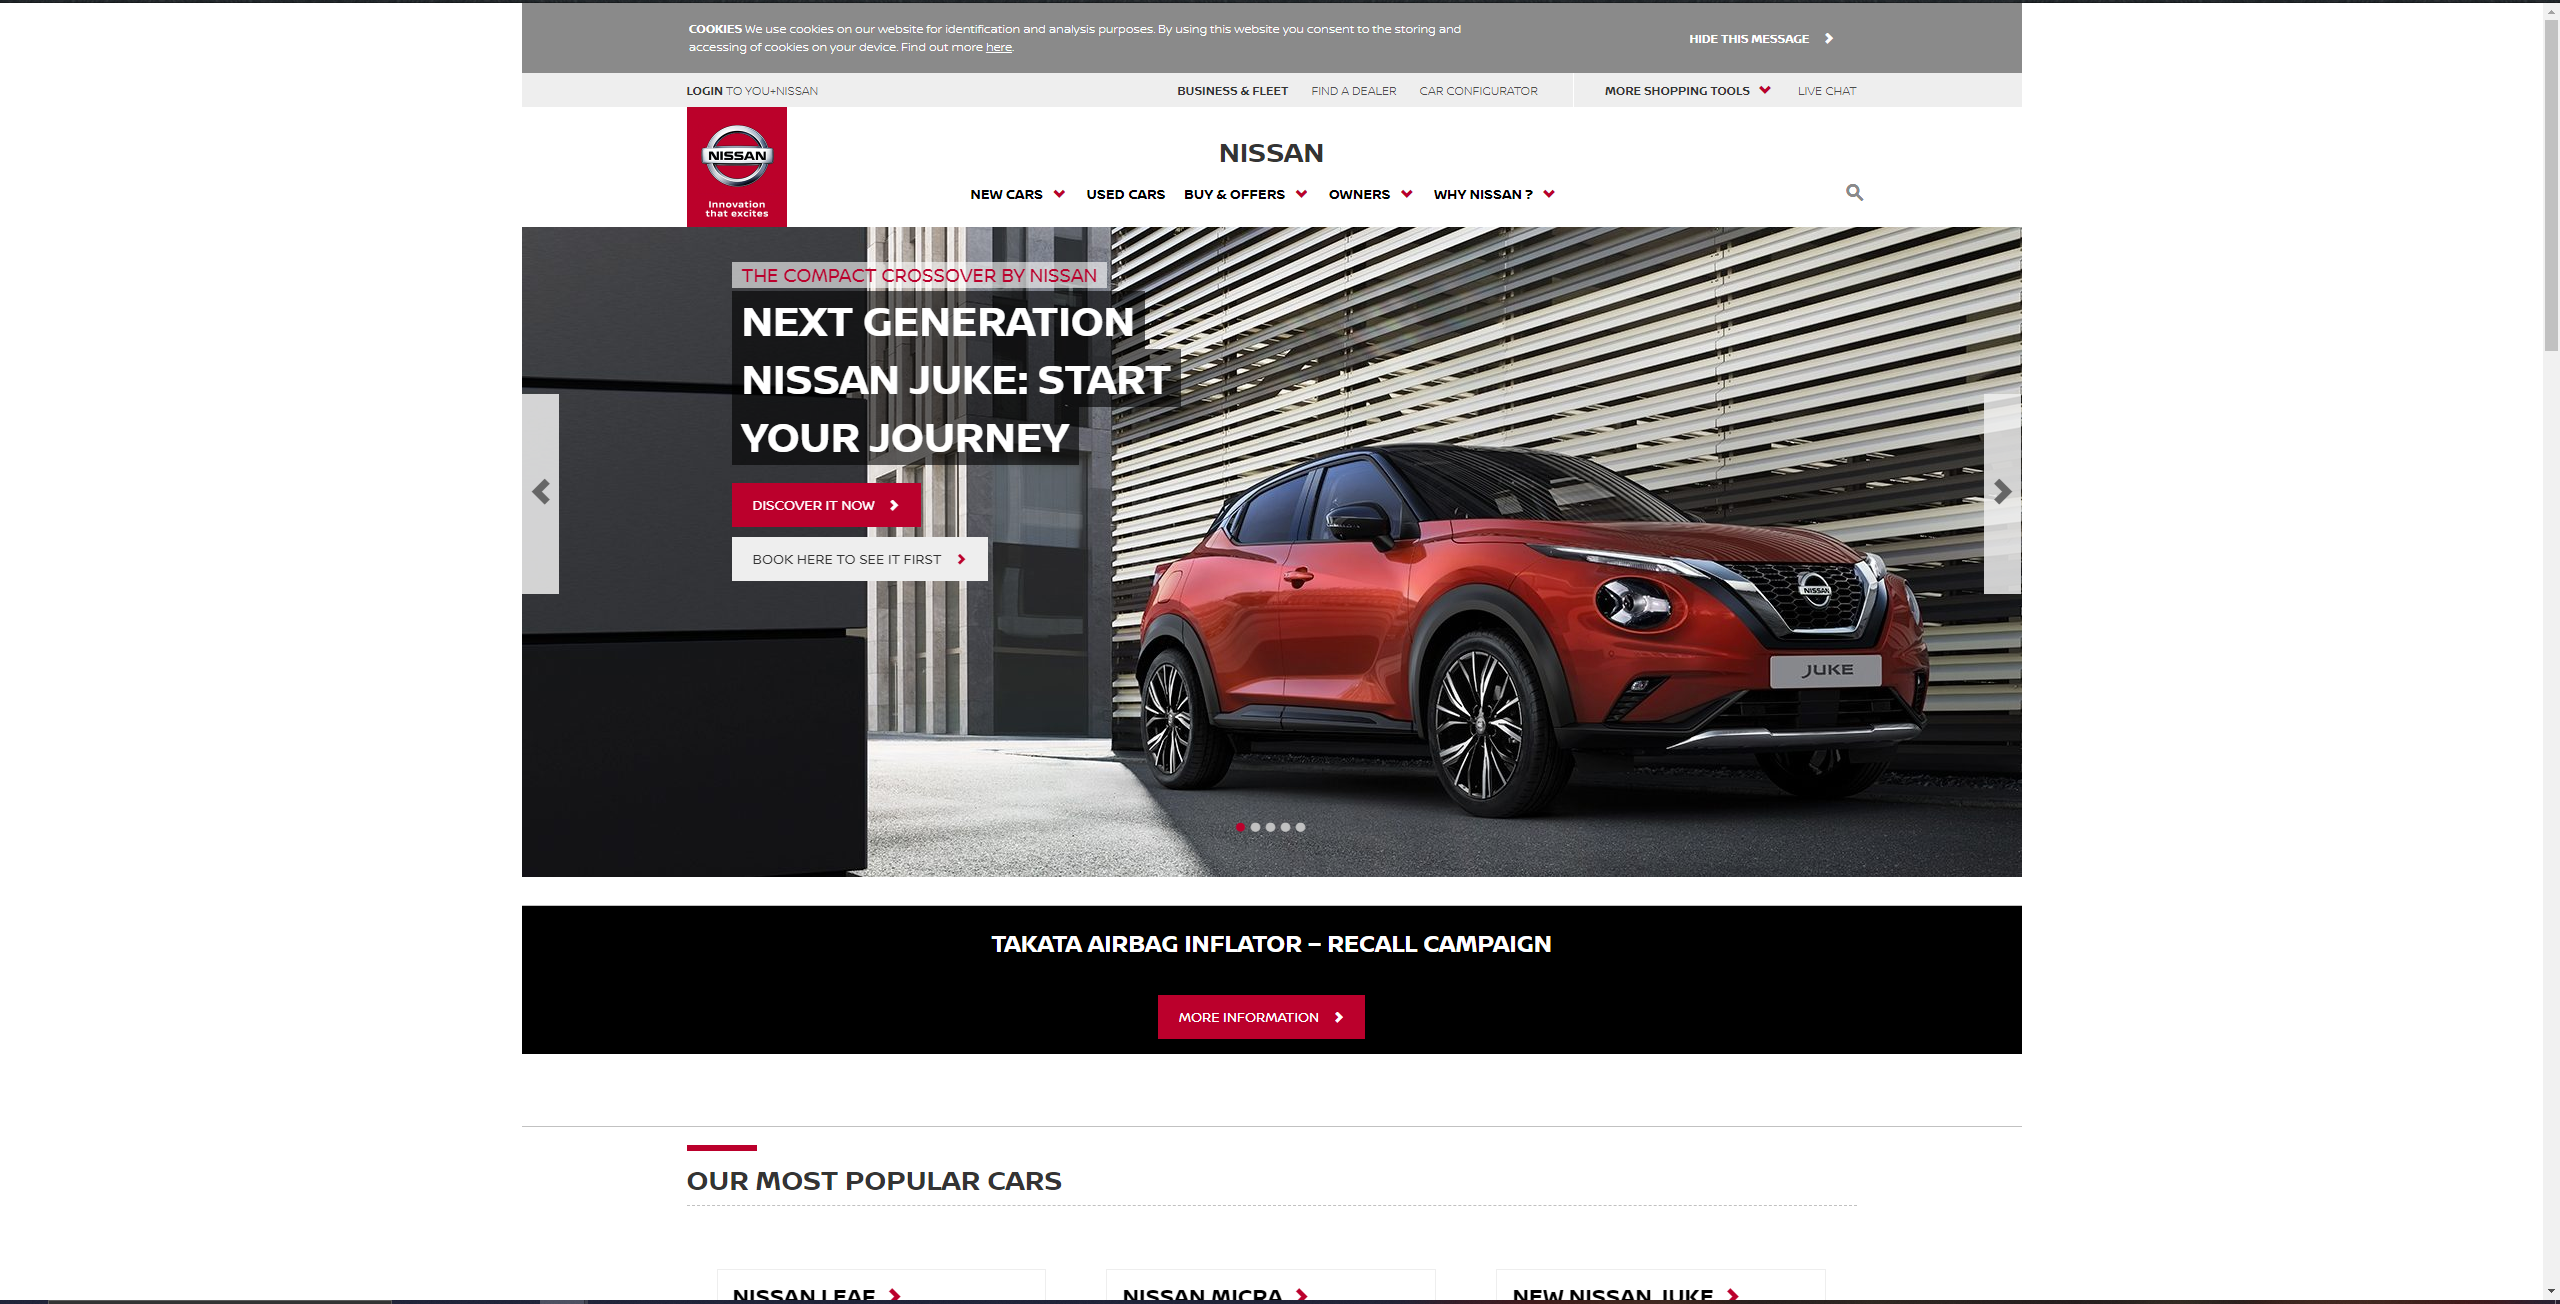 COOKIES We use cookies on our website for identification and analysis purposes. By using this website you consent to the storing and
accessing of cookies on your device. Find out more here.
HIDE THIS MESSAGE
LOGIN TO YOU+NISSAN
BUSINESS & FLEET
FIND A DEALER
CAR CONFIGURATOR
MORE SHOPPING TOOLS
LIVE CHAT
NISSAN
Innovation
that excites
NISSAN
NEW CARS
USED CARS
BUY & OFFERS
OWNERS
WHY NISSAN ?
THE COMPACT CROSSOVER BY NISSAN
NEXT GENERATION
NISSAN JUKE: START
YOUR JOURNEY
DISCOVER IT NOW
BOOK HERE TO SEE IT FIRST
NISSAN
JUKE
TAKATA AIRBAG INFLATOR – RECALL CAMPAIGN
MORE INFORMATION
OUR MOST POPULAR CARS
NISSAN LEAF
NISSAN MICRA
NEW NISSAN JUKE